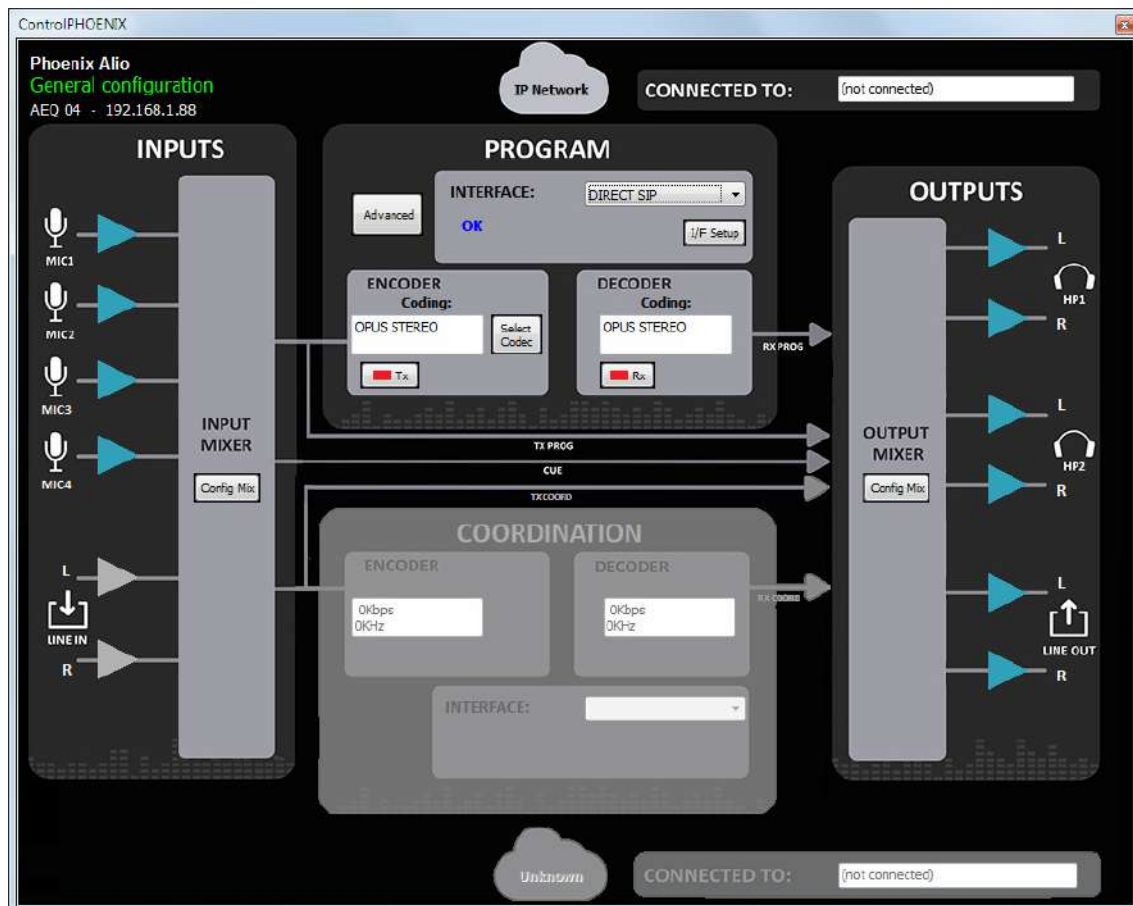 ControlPHOENIX
Phoenix Alio
General configuration
AEQ 04 - 192.168.1.88
IP Network
CONNECTED TO:
(not connected)
INPUTS
MIC1
MIC2
MIC3
MIC4
L
LINE IN
R
INPUT
MIXER
Config Mix
PROGRAM
Advanced
INTERFACE:
DIRECT SIP
OK
I/F Setup
ENCODER
Coding:
OPUS STEREO
Select
Codec
Tx
DECODER
Coding:
OPUS STEREO
Rx
RX PROG
TX PROG
CUE
TX COORD
COORDINATION
ENCODER
0Kbps
0KHz
DECODER
0Kbps
0KHz
RX COORD
INTERFACE:
OUTPUTS
OUTPUT
MIXER
Config Mix
L
HP1
R
L
HP2
R
L
LINE OUT
R
Unknown
CONNECTED TO:
(not connected)